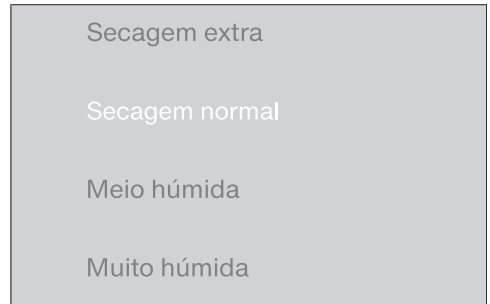 Secagem extra
Secagem normal
Meio húmida
Muito húmida